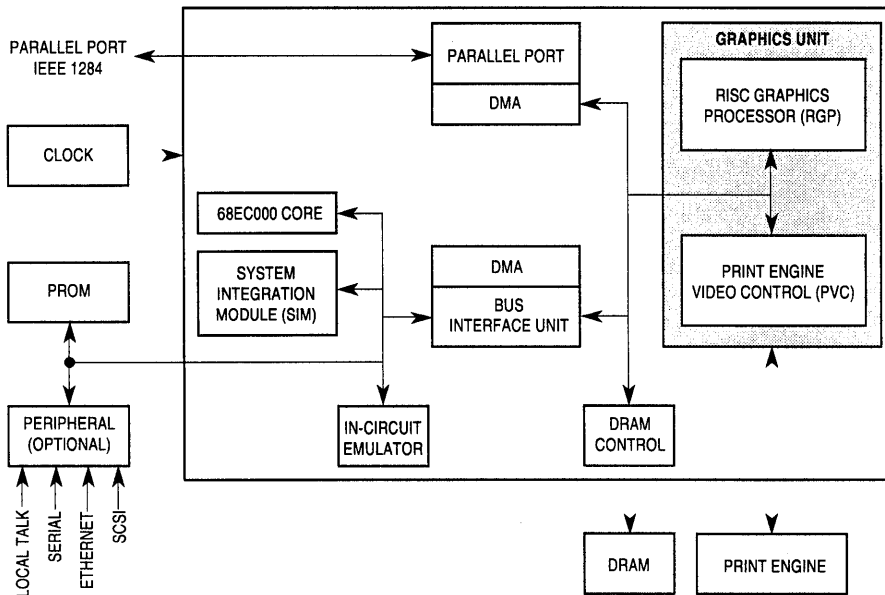 PARALLEL PORT
IEEE 1284
CLOCK
PROM
PERIPHERAL
(OPTIONAL)
LOCAL TALK
SERIAL
ETHERNET
SCSI
PARALLEL PORT
DMA
68EC000 CORE
SYSTEM
INTEGRATION
MODULE (SIM)
DMA
BUS
INTERFACE UNIT
IN-CIRCUIT
EMULATOR
DRAM
CONTROL
GRAPHICS UNIT
RISC GRAPHICS
PROCESSOR (RGP)
PRINT ENGINE
VIDEO CONTROL (PVC)
DRAM
PRINT ENGINE